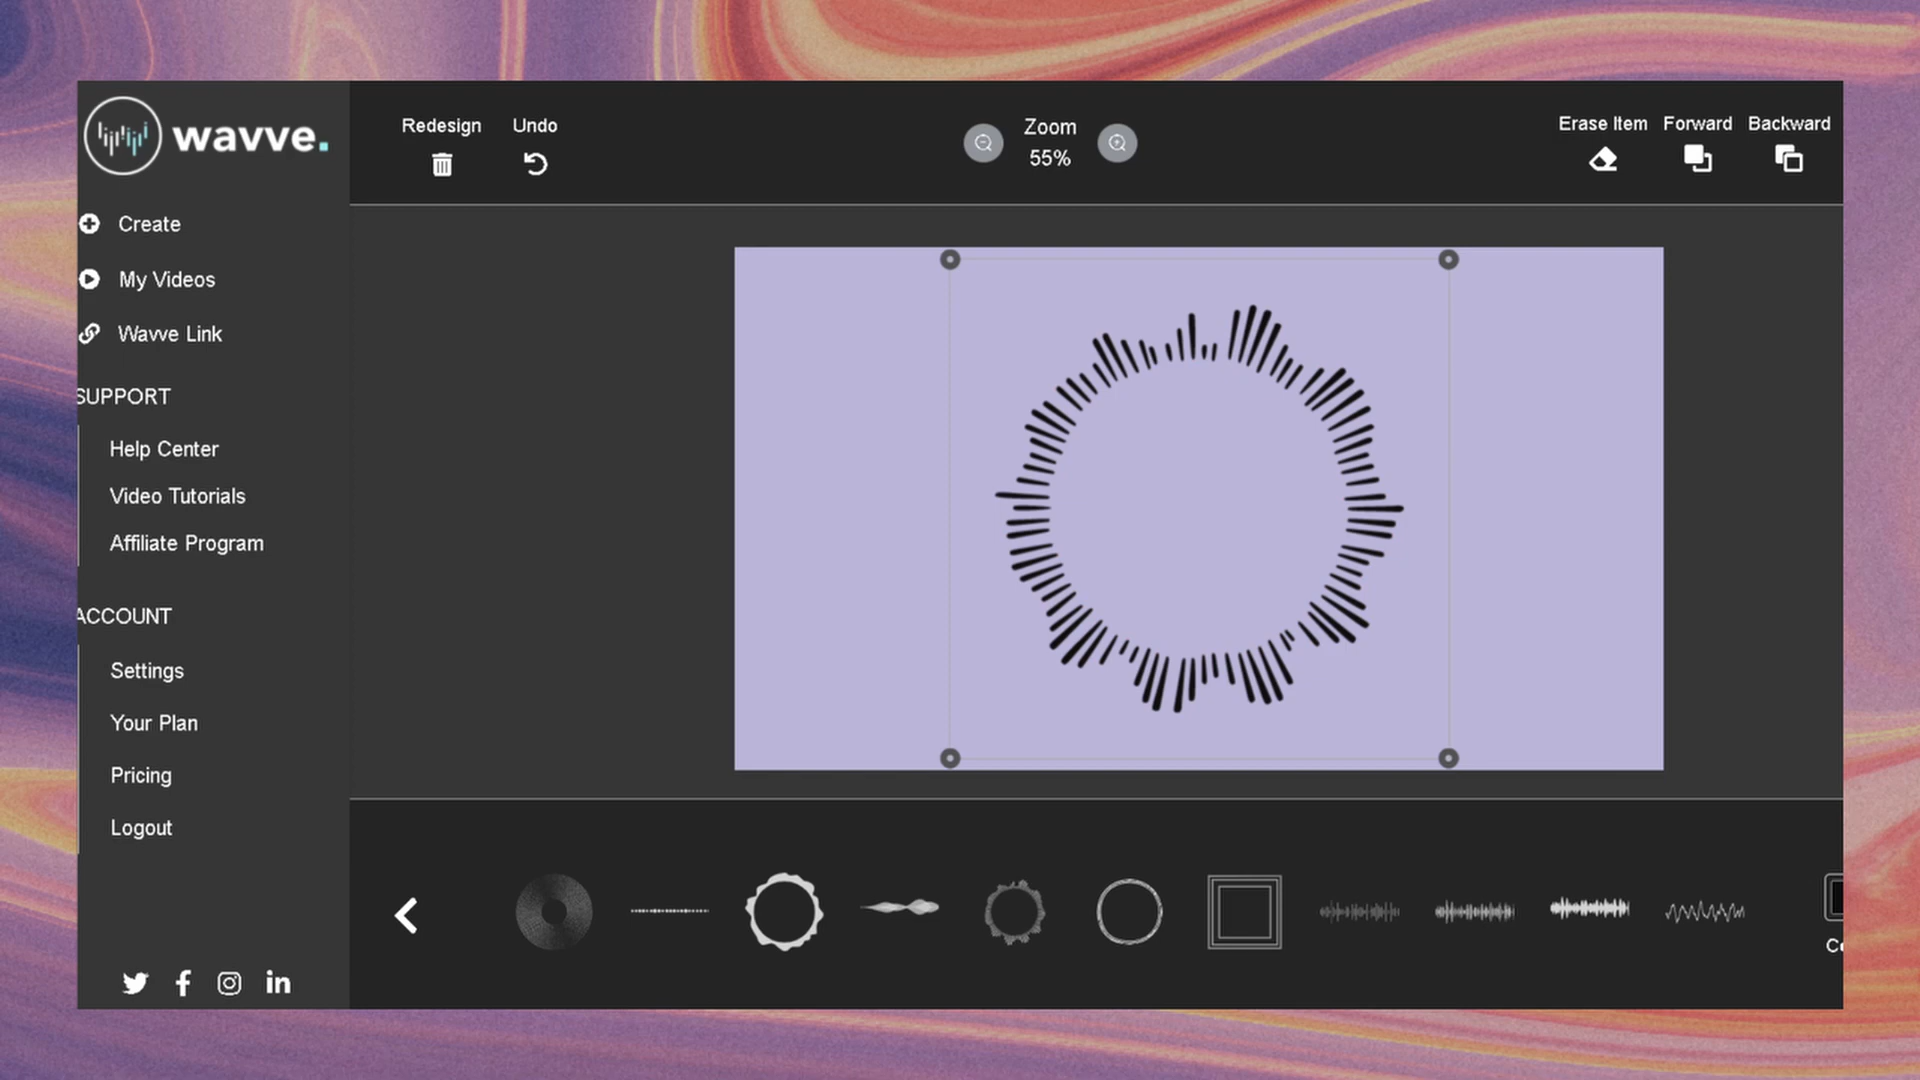 wavve.
Create
My Videos
Wavve Link
SUPPORT
Help Center
Video Tutorials
Affiliate Program
ACCOUNT
Settings
Your Plan
Pricing
Logout
Redesign
Undo
Zoom
55%
Erase Item
Forward
Backward